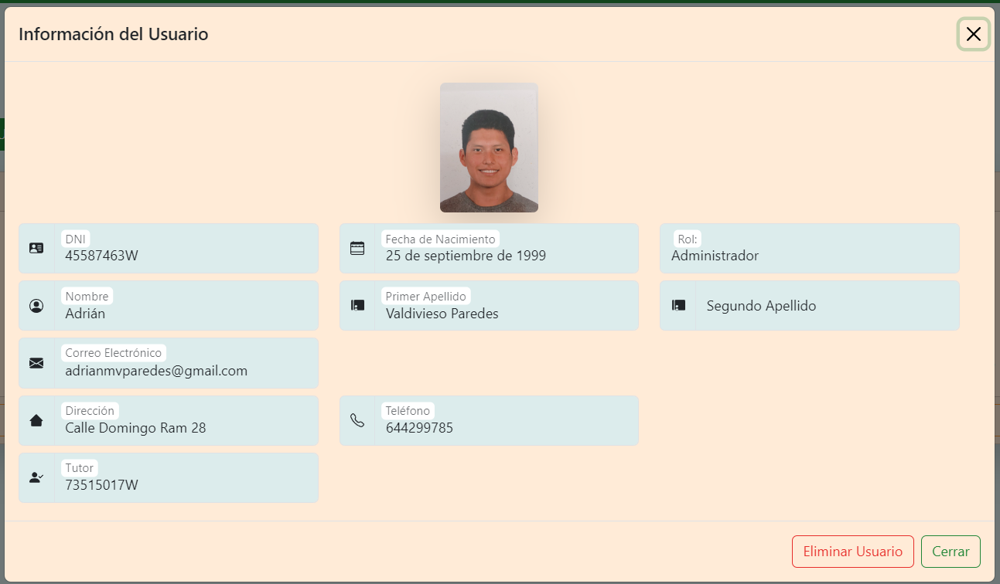 Información del Usuario
DNI
45587463W
Fecha de Nacimiento
25 de septiembre de 1999
Rol:
Administrador
Nombre
Adrián
Primer Apellido
Valdivieso Paredes
Segundo Apellido
Correo Electrónico
adrianmvparedes@gmail.com
Dirección
Calle Domingo Ram 28
Teléfono
644299785
Tutor
73515017W
Eliminar Usuario
Cerrar